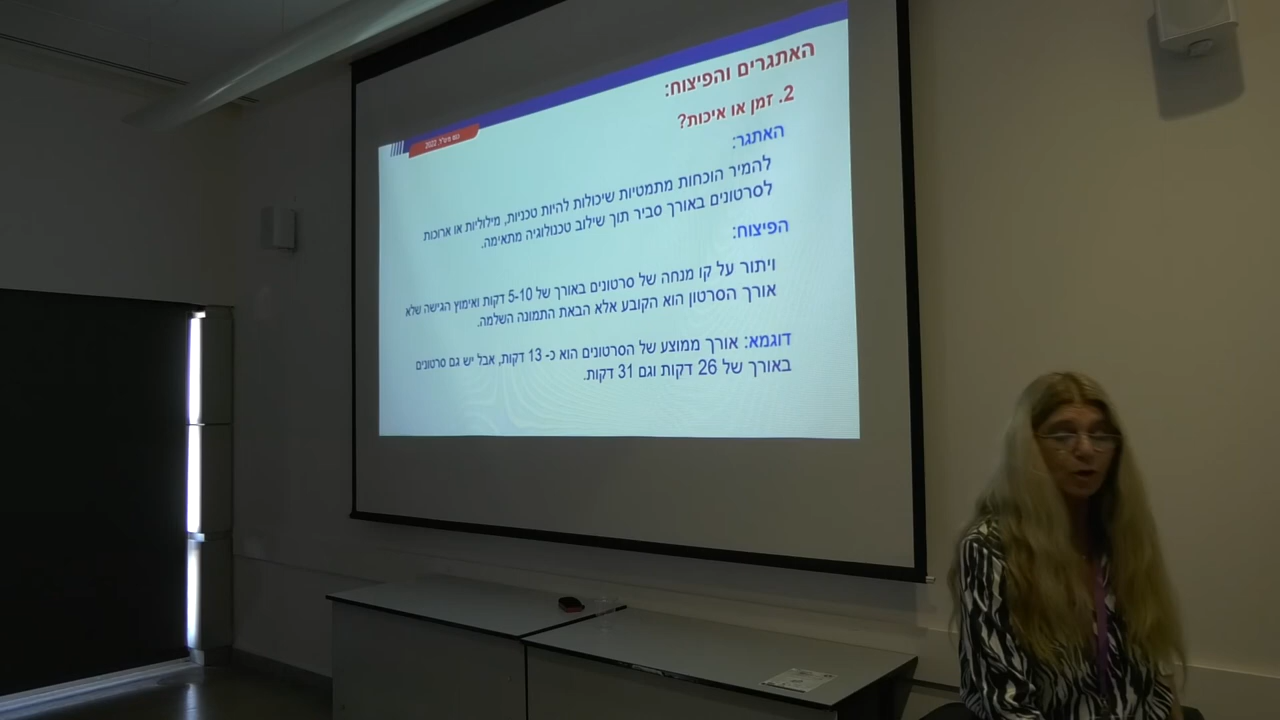 האתגרים והפיצוח:
2. זמן או איכות?
האתגר:
להמיר הוכחות מתמטיות שיכולות להיות טכניות, מילוליות או ארוכות
לסרטונים באורך סביר תוך שילוב טכנולוגיה מתאימה.
הפיצוח:
ויתור על קו מנחה של סרטונים באורך של 5-10 דקות ואימוץ הגישה שלא
אורך הסרטון הוא הקובע אלא הבאת התמונה השלמה.
דוגמא: אורך ממוצע של הסרטונים הוא כ- 13 דקות, אבל יש גם סרטונים
באורך של 26 דקות וגם 31 דקות.
2022